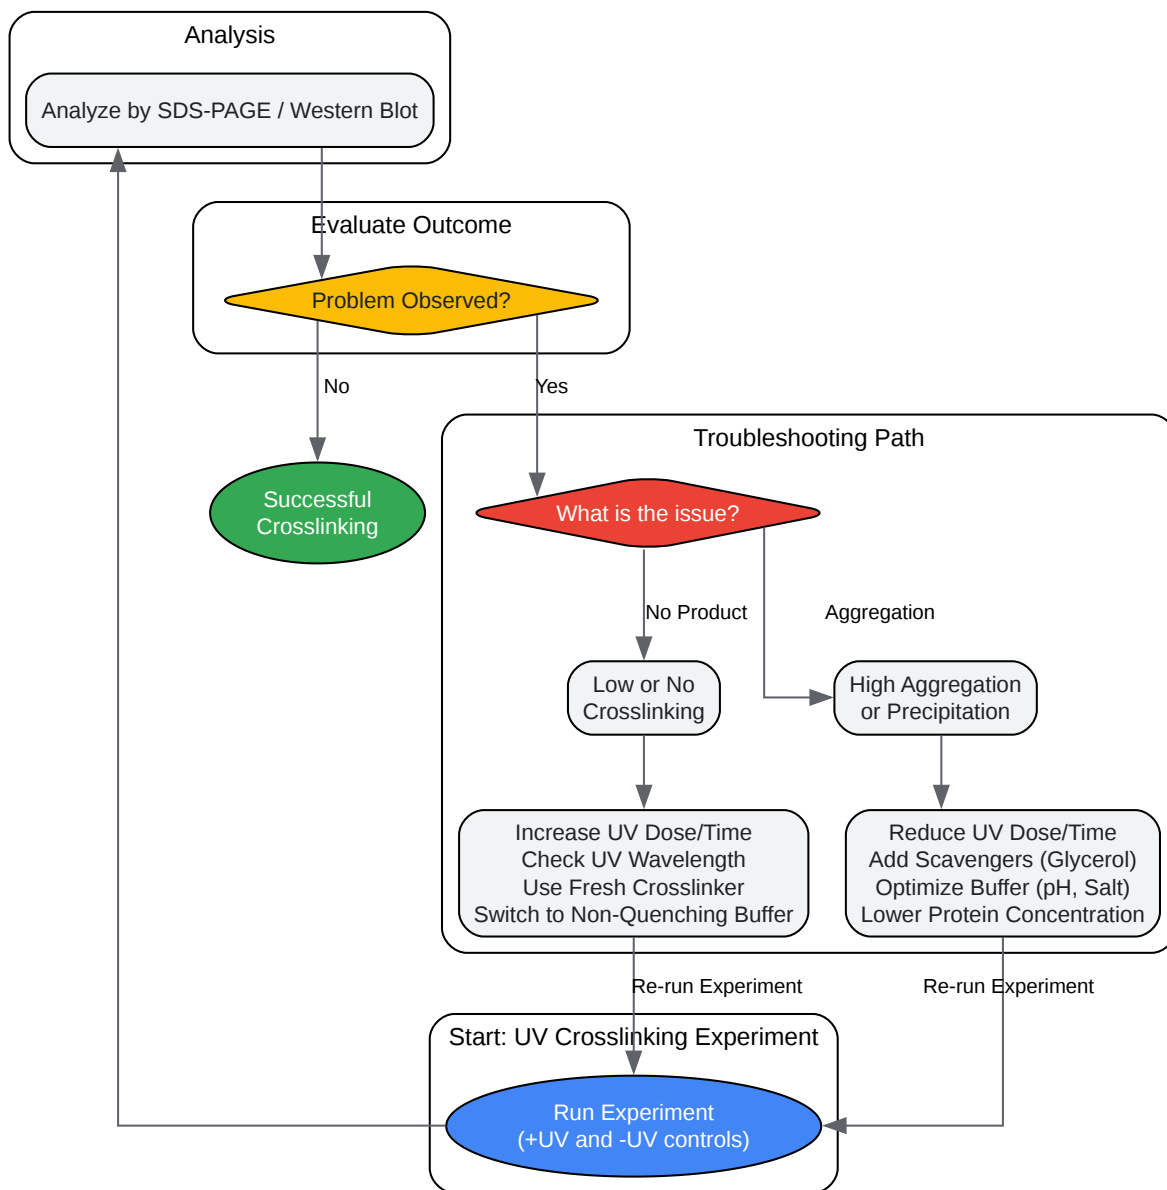 Analysis
Analyze by SDS-PAGE / Western Blot
Evaluate Outcome
Problem Observed?
No
Yes
Troubleshooting Path
Successful
Crosslinking
What is the issue?
No Product
Aggregation
Low or No
Crosslinking
High Aggregation
or Precipitation
Increase UV Dose/Time
Check UV Wavelength
Use Fresh Crosslinker
Switch to Non-Quenching Buffer
Reduce UV Dose/Time
Add Scavengers (Glycerol)
Optimize Buffer (pH, Salt)
Lower Protein Concentration
Re-run Experiment
Re-run Experiment
Start: UV Crosslinking Experiment
Run Experiment
(+UV and -UV controls)